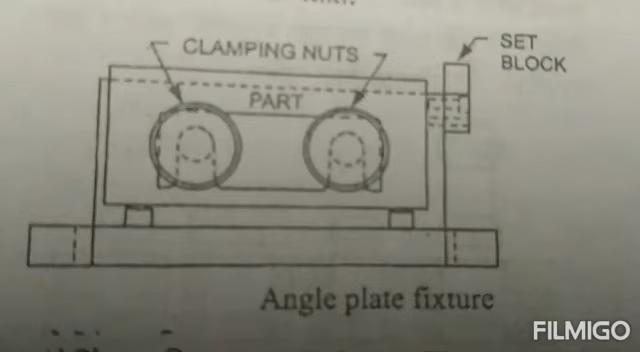 CLAMPING NUTS
SET
BLOCK
PART
Angle plate fixture
FILMIGO